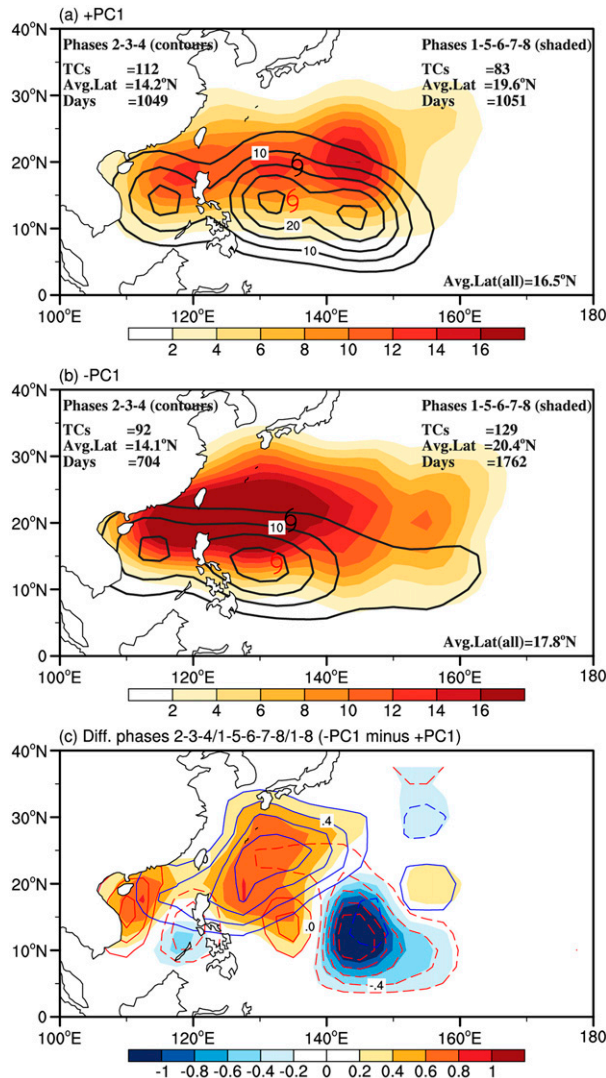 (a) +PC1
40°N
Phases 2-3-4 (contours) Phases 1-5-6-7-8 (shaded)
TCs =112 TCs =83
Avg.Lat =14.2°N Avg.Lat =19.6°N
Days =1049 Days =1051
30°N
20°N
10
10°N
20
10
Avg.Lat(all)=16.5°N
0
100°E 120°E 140°E 160°E 180
2 4 6 8 10 12 14 16
(b) -PC1
40°N
Phases 2-3-4 (contours) Phases 1-5-6-7-8 (shaded)
TCs =92 TCs =129
Avg.Lat =14.1°N Avg.Lat =20.4°N
Days =704 Days =1762
30°N
20°N
10
10°N
Avg.Lat(all)=17.8°N
0
100°E 120°E 140°E 160°E 180
2 4 6 8 10 12 14 16
(c) Diff. phases 2-3-4/1-5-6-7-8/1-8 (-PC1 minus +PC1)
40°N
30°N
.4
20°N
.0
10°N
-.4
0
100°E 120°E 140°E 160°E 180
-1 -0.8 -0.6 -0.4 -0.2 0 0.2 0.4 0.6 0.8 1